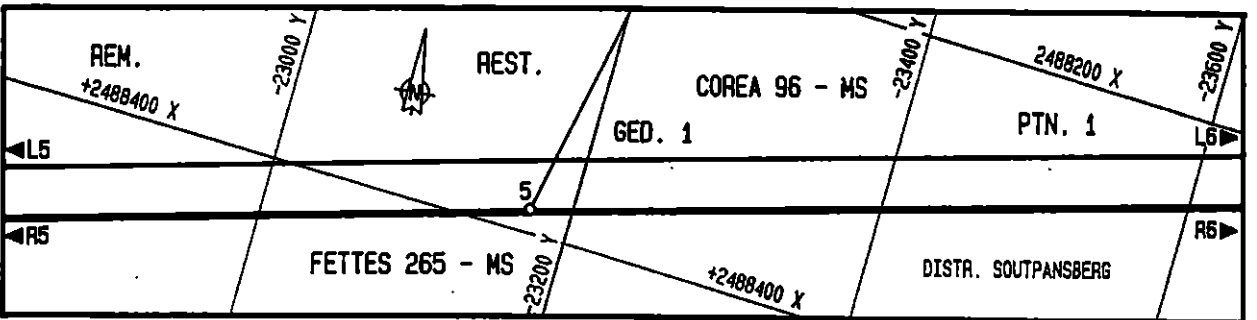 REM.
-23000 Y
N
REST.
COREA 96 - MS
-23400 Y
2488200 X
-23600 Y
+2488400 X
GED. 1
PTN. 1
L5
L6
5
R5
R6
FETTES 265 - MS
-23200 Y
+2488400 X
DISTR. SOUTPANSBERG